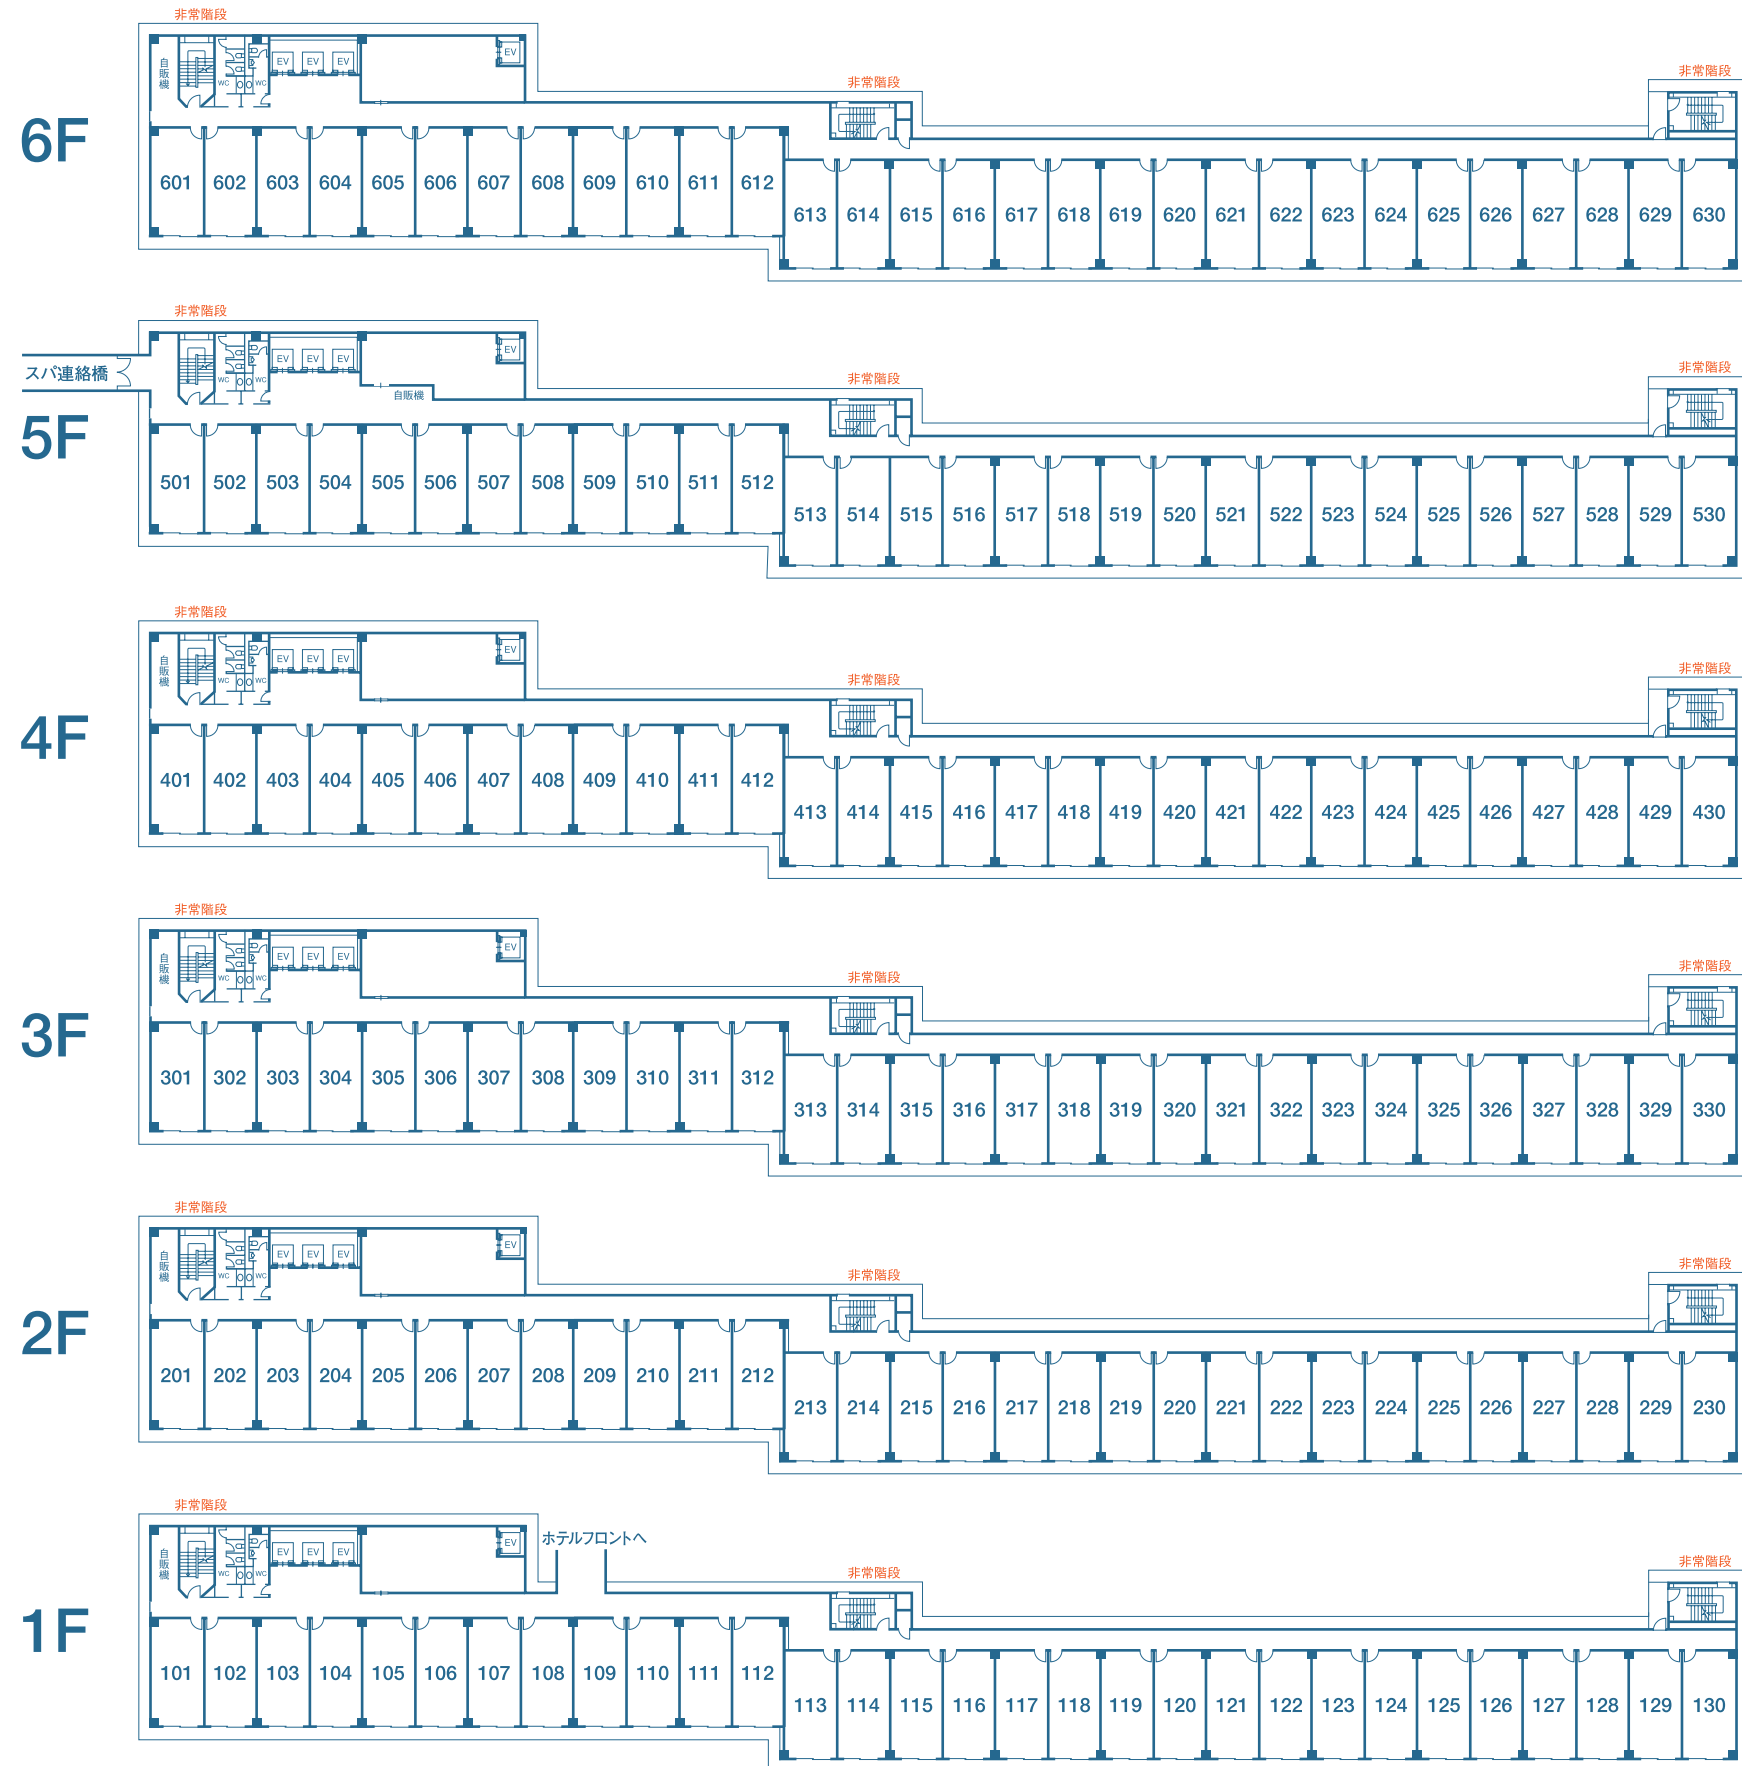 非常階段
自販機
WC
WC
EV
EV
EV
EV
非常階段
非常階段
6F
601 602 603 604 605 606 607 608 609 610 611 612
613 614 615 616 617 618 619 620 621 622 623 624 625 626 627 628 629 630
非常階段
スパ連絡橋
WC
WC
EV
EV
EV
EV
自販機
非常階段
非常階段
5F
501 502 503 504 505 506 507 508 509 510 511 512
513 514 515 516 517 518 519 520 521 522 523 524 525 526 527 528 529 530
非常階段
自販機
WC
WC
EV
EV
EV
EV
非常階段
非常階段
4F
401 402 403 404 405 406 407 408 409 410 411 412
413 414 415 416 417 418 419 420 421 422 423 424 425 426 427 428 429 430
非常階段
自販機
WC
WC
EV
EV
EV
EV
非常階段
非常階段
3F
301 302 303 304 305 306 307 308 309 310 311 312
313 314 315 316 317 318 319 320 321 322 323 324 325 326 327 328 329 330
非常階段
自販機
WC
WC
EV
EV
EV
EV
非常階段
非常階段
2F
201 202 203 204 205 206 207 208 209 210 211 212
213 214 215 216 217 218 219 220 221 222 223 224 225 226 227 228 229 230
非常階段
自販機
WC
WC
EV
EV
EV
EV
ホテルフロントへ
非常階段
非常階段
1F
101 102 103 104 105 106 107 108 109 110 111 112
113 114 115 116 117 118 119 120 121 122 123 124 125 126 127 128 129 130